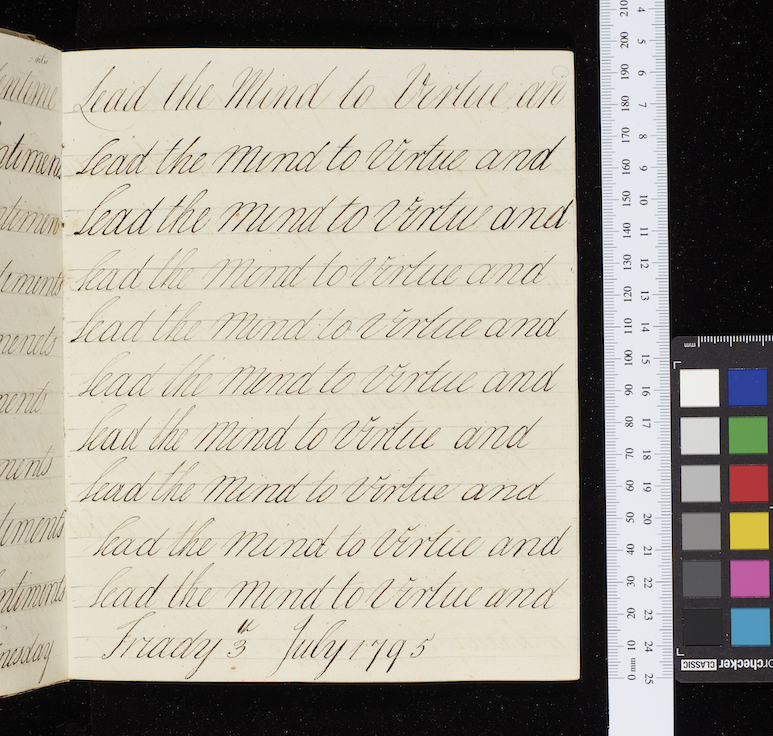 Lead the Mind to Virtue an
Lead the Mind to Virtue and
Lead the Mind to Virtue and
Lead the Mind to Virtue and
Lead the Mind to Virtue and
Lead the Mind to Virtue and
Lead the Mind to Virtue and
Lead the Mind to Virtue and
Lead the Mind to Virtue and
Lead the Mind to Virtue and
Friady 3 July 1795
timents
ments
ments
ments
timents
ntiments
nesday
210 200 190 180 170 160 150 140 130 120 110 100 90 80 70 60 50 40 30 20 10 0 mm
4 5 6 7 8 9 10 11 12 13 14 15 16 17 18 19 20 21 22 23 24 25
mm
orchecker CLASSIC